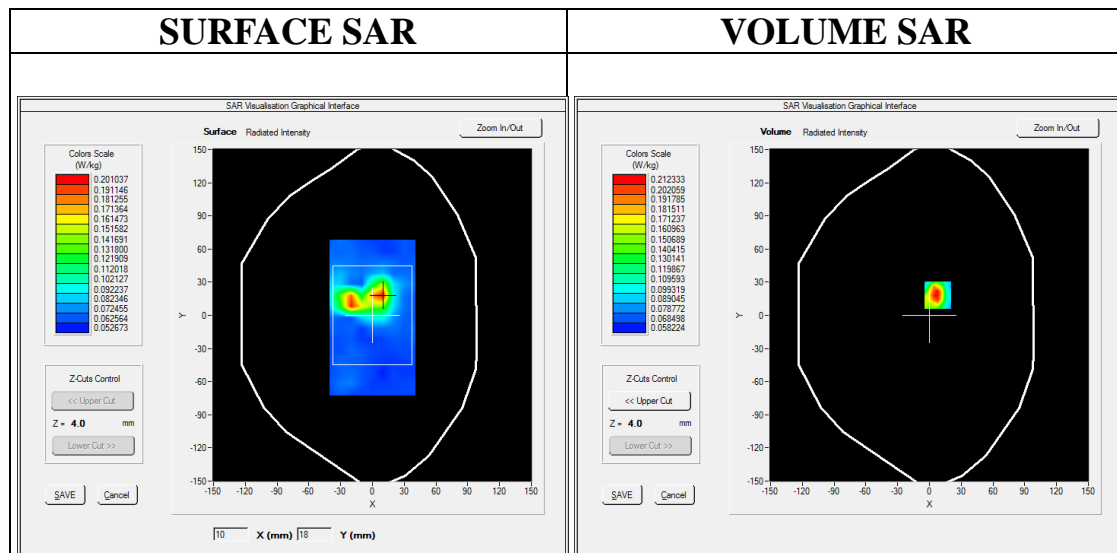 SURFACE SAR
VOLUME SAR
SAR Visualisation Graphical Interface
Surface Radiated Intensity
Zoom In/Out
Colors Scale
(W/kg)
0.201037
0.191146
0.181255
0.171364
0.161473
0.151582
0.141691
0.131800
0.121909
0.112018
0.102127
0.092237
0.082346
0.072455
0.062564
0.052673
Z-Cuts Control
<< Upper Cut
Z = 4.0 mm
Lower Cut >>
SAVE Cancel
150
120
90
60
30
0
-30
-60
-90
-120
-150
Y
-150 -120 -90 -60 -30 0 30 60 90 120 150
X
10 X (mm) 18 Y (mm)
SAR Visualisation Graphical Interface
Volume Radiated Intensity
Zoom In/Out
Colors Scale
(W/kg)
0.212333
0.202059
0.191785
0.181511
0.171237
0.160963
0.150689
0.140415
0.130141
0.119867
0.109593
0.099319
0.089045
0.078772
0.068498
0.058224
Z-Cuts Control
<< Upper Cut
Z = 4.0 mm
Lower Cut >>
SAVE Cancel
150
120
90
60
30
0
-30
-60
-90
-120
-150
Y
-150 -120 -90 -60 -30 0 30 60 90 120 150
X